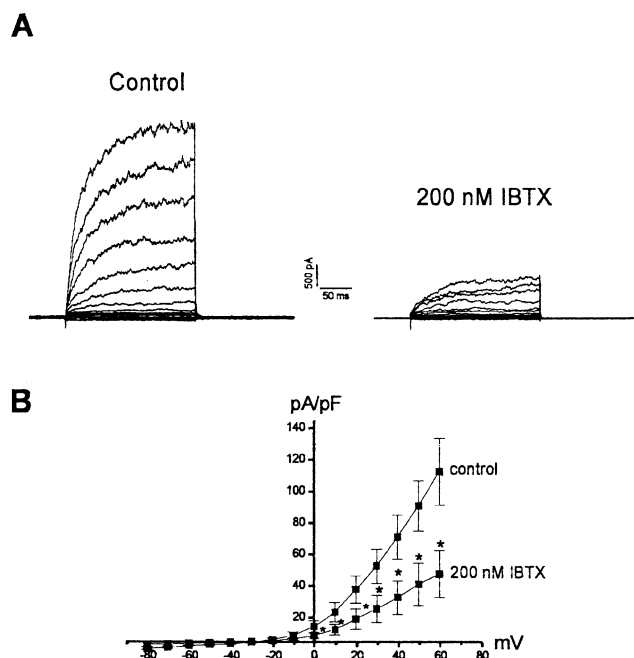 A
Control
200 nM IBTX
500 pA
50 ms
B
pA/pF
140
120
100
80
60
40
20
control
200 nM IBTX
* * * * * * *
-80 -60 -40 -20 0 20 40 60 80
mV